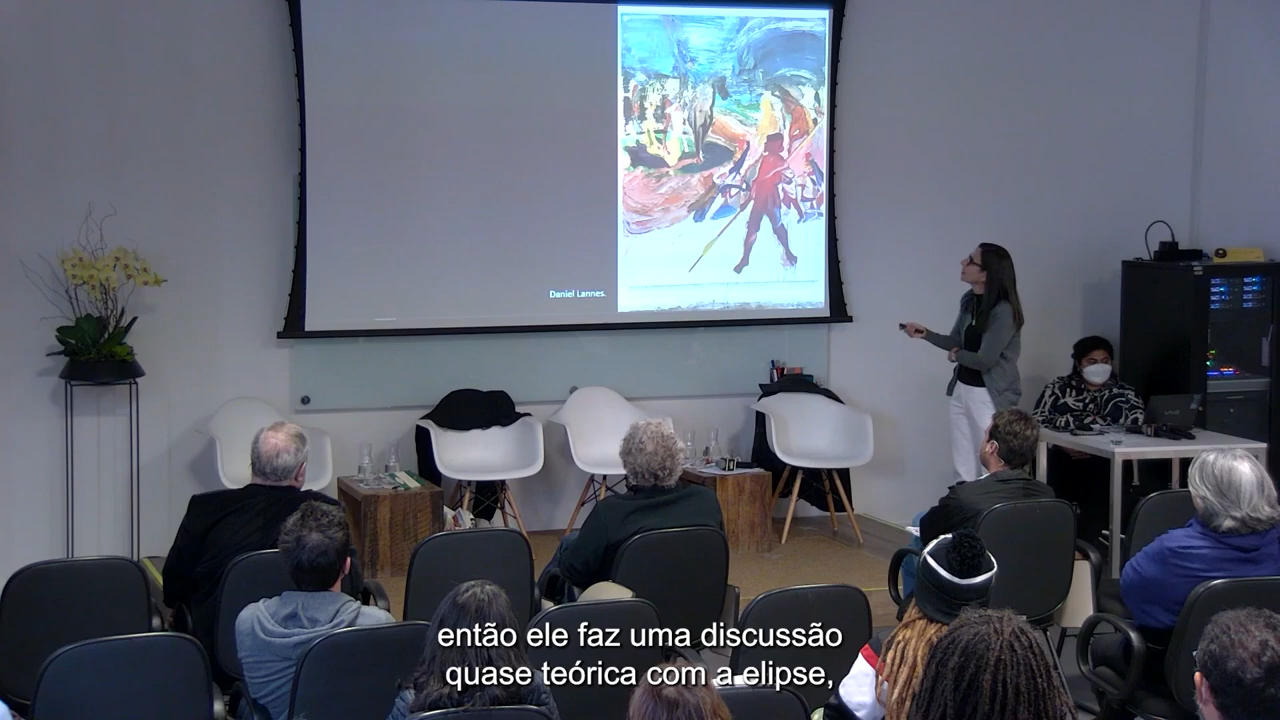 Daniel Lannes.
então ele faz uma discussão
quase teórica com a elipse,